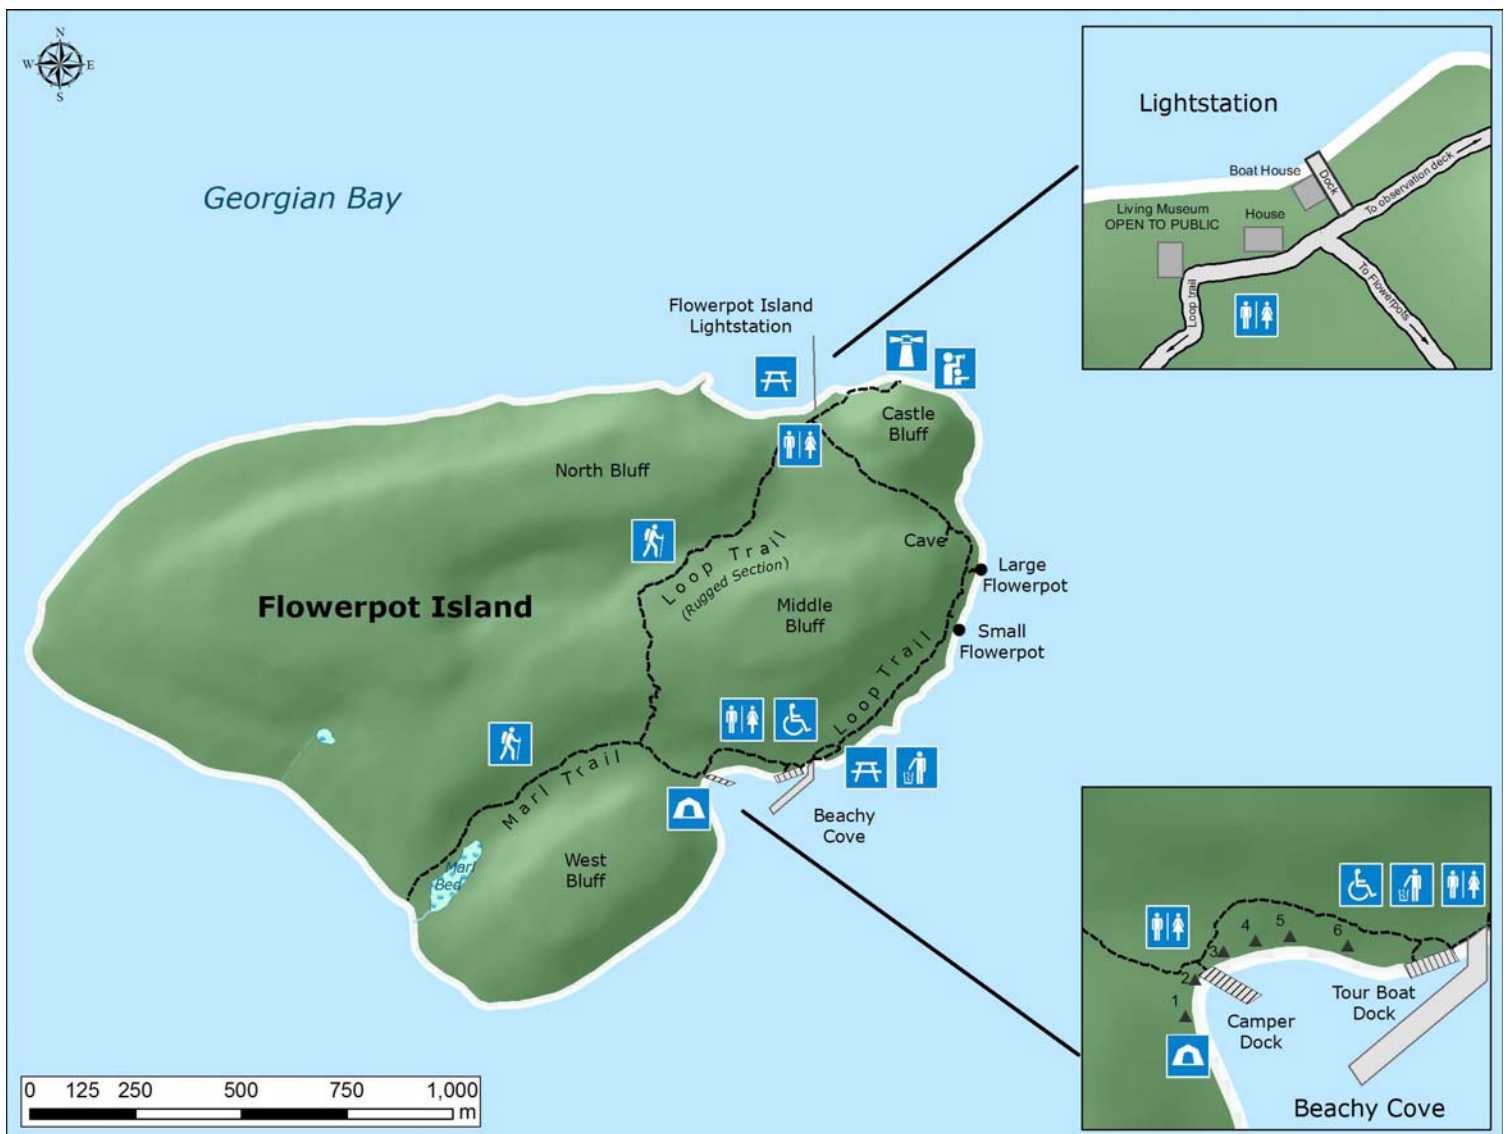 N
W E
S
Georgian Bay
Flowerpot Island
Lightstation
Castle
Bluff
North Bluff
Cave
Large
Flowerpot
Loop Trail
(Rugged Section)
Flowerpot Island
Middle
Bluff
Small
Flowerpot
Loop Trail
Marl Trail
Beachy
Cove
West
Bluff
Marl
Bed
0 125 250 500 750 1,000
m
Lightstation
Boat House
Dock
To observation deck
Living Museum
OPEN TO PUBLIC
House
Loop trail
To Flowerpots
1
2
3
4
5
6
Tour Boat
Dock
Camper
Dock
Beachy Cove